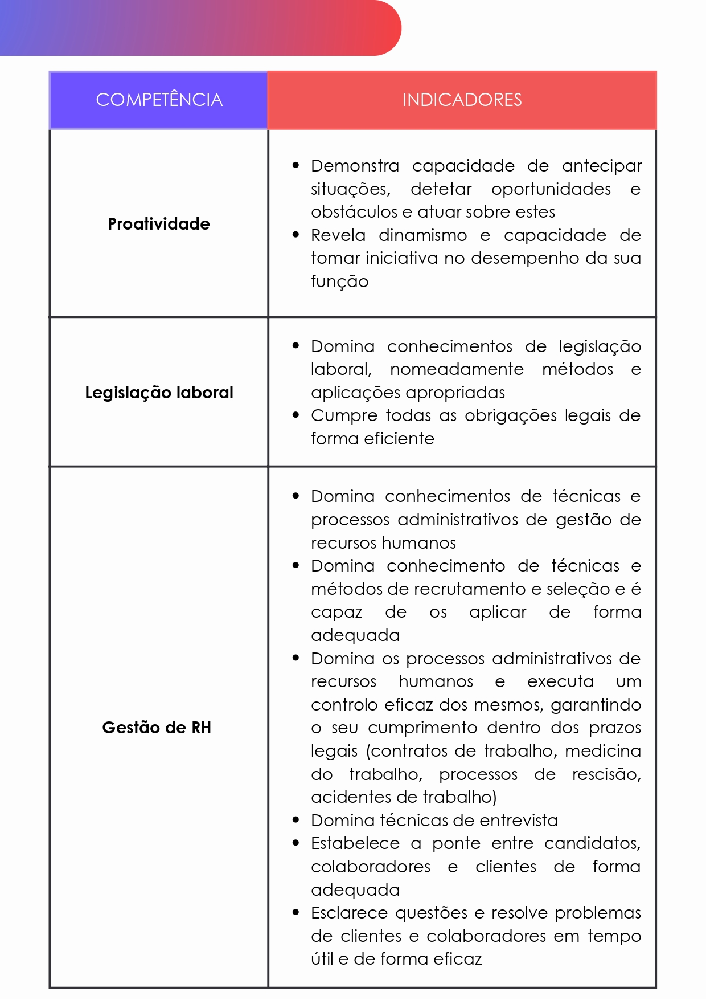 COMPETÊNCIA
INDICADORES
Proatividade
• Demonstra capacidade de antecipar
situações, detetar oportunidades e
obstáculos e atuar sobre estes
• Revela dinamismo e capacidade de
tomar iniciativa no desempenho da sua
função
Legislação laboral
• Domina conhecimentos de legislação
laboral, nomeadamente métodos e
aplicações apropriadas
• Cumpre todas as obrigações legais de
forma eficiente
Gestão de RH
• Domina conhecimentos de técnicas e
processos administrativos de gestão de
recursos humanos
• Domina conhecimento de técnicas e
métodos de recrutamento e seleção e é
capaz de os aplicar de forma
adequada
• Domina os processos administrativos de
recursos humanos e executa um
controlo eficaz dos mesmos, garantindo
o seu cumprimento dentro dos prazos
legais (contratos de trabalho, medicina
do trabalho, processos de rescisão,
acidentes de trabalho)
• Domina técnicas de entrevista
• Estabelece a ponte entre candidatos,
colaboradores e clientes de forma
adequada
• Esclarece questões e resolve problemas
de clientes e colaboradores em tempo
útil e de forma eficaz